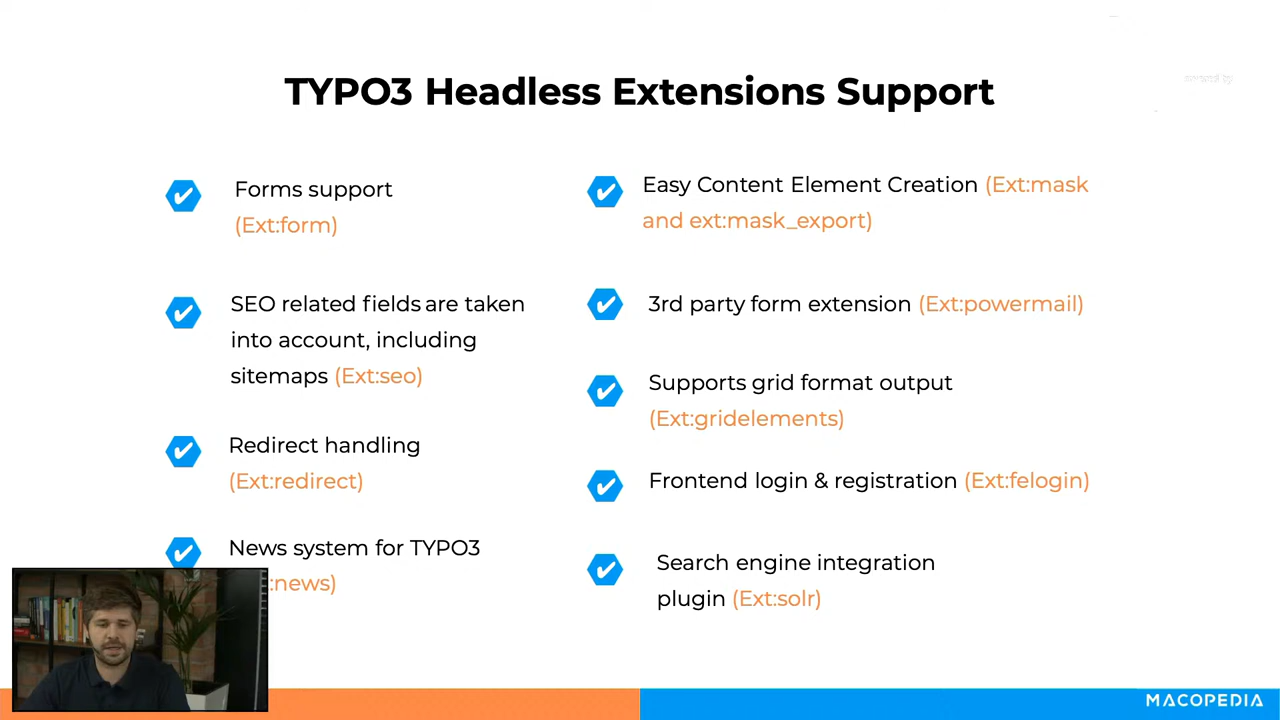 TYPO3 Headless Extensions Support
powered by
Forms support
(Ext:form)
SEO related fields are taken
into account, including
sitemaps (Ext:seo)
Redirect handling
(Ext:redirect)
News system for TYPO3
:news)
Easy Content Element Creation (Ext:mask
and ext:mask_export)
3rd party form extension (Ext:powermail)
Supports grid format output
(Ext:gridelements)
Frontend login & registration (Ext:felogin)
Search engine integration
plugin (Ext:solr)
MACOPEDIA